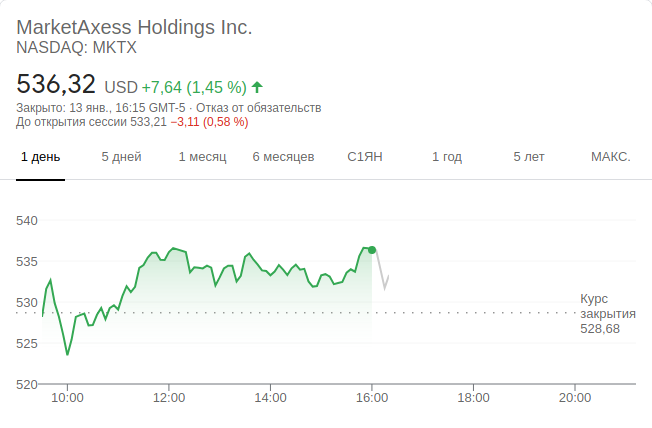 MarketAxess Holdings Inc.
NASDAQ: MKTX
536,32 USD +7,64 (1,45 %)
Закрыто: 13 янв., 16:15 GMT-5 · Отказ от обязательств
До открытия сессии 533,21 −3,11 (0,58 %)
1 день 5 дней 1 месяц 6 месяцев С1ЯН 1 год 5 лет МАКС.
540
535
530
Курс
закрытия
528,68
525
520
10:00 12:00 14:00 16:00 18:00 20:00